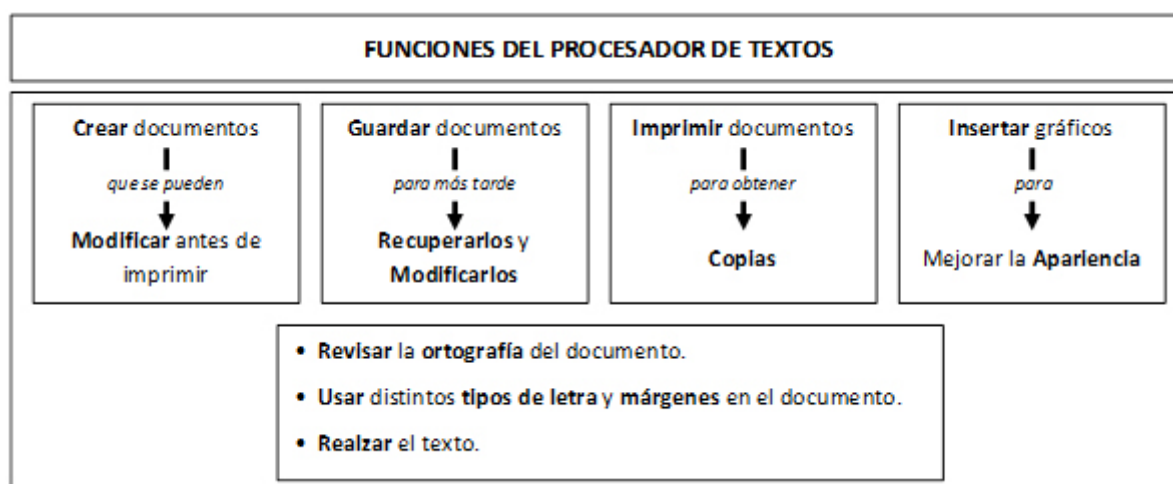 FUNCIONES DEL PROCESADOR DE TEXTOS
Crear documentos
que se pueden
Modificar antes de
imprimir
Guardar documentos
para más tarde
Recuperarlos y
Modificarlos
Imprimir documentos
para obtener
Copias
Insertar gráficos
para
Mejorar la Apariencia
• Revisar la ortografía del documento.
• Usar distintos tipos de letra y márgenes en el documento.
• Realzar el texto.